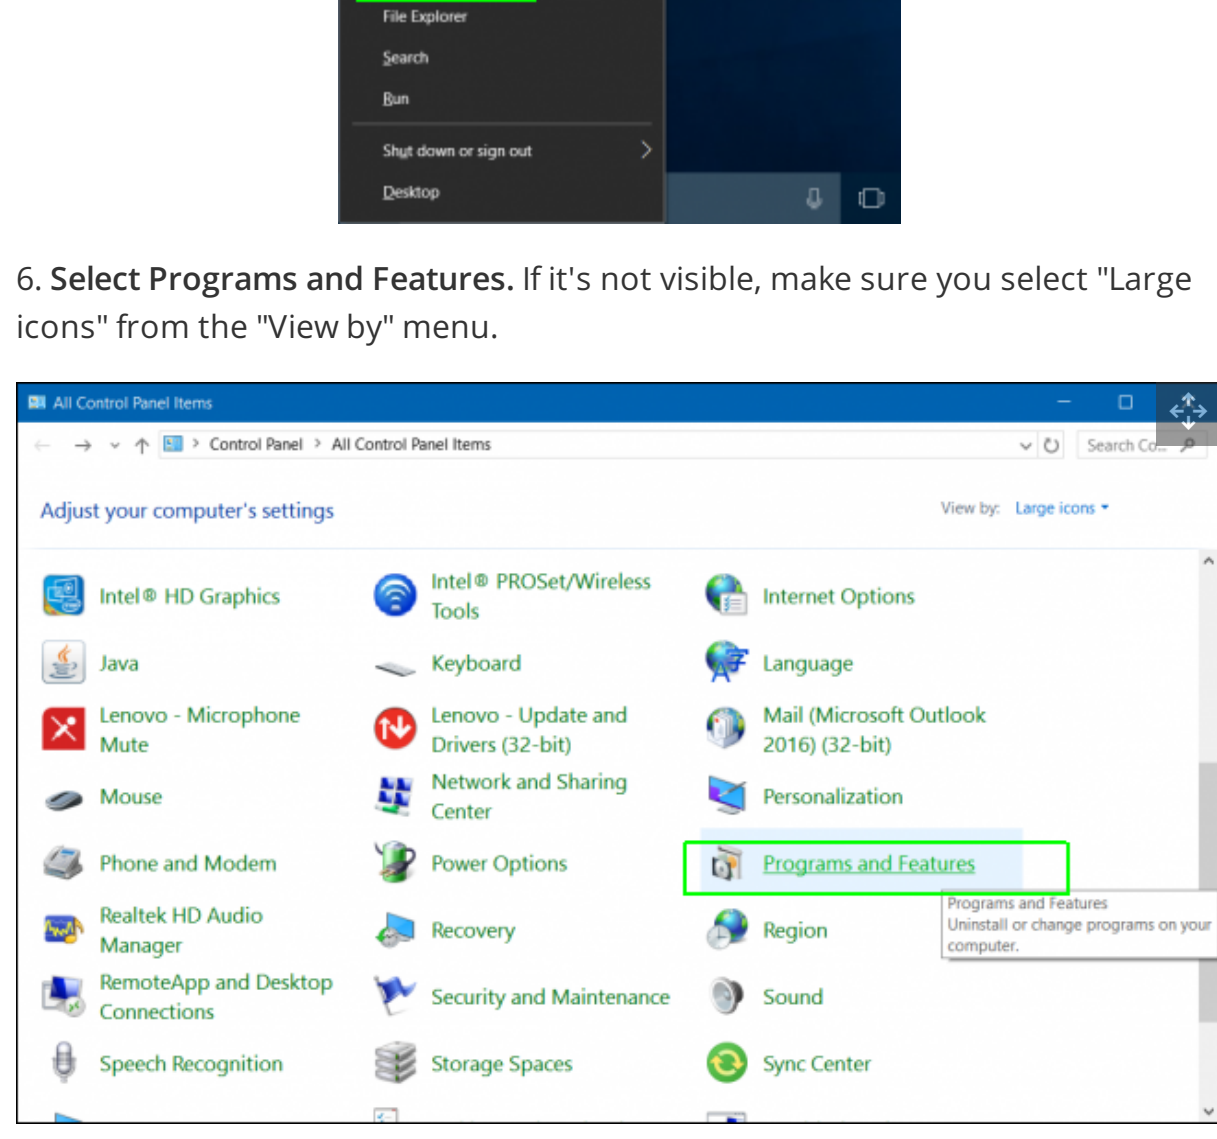 File Explorer
Search
Run
Shut down or sign out
Desktop
6. Select Programs and Features. If it's not visible, make sure you select "Large
icons" from the "View by" menu.
All Control Panel Items
Control Panel > All Control Panel Items
Search Co...
Adjust your computer's settings
View by: Large icons
Intel® HD Graphics
Intel® PROSet/Wireless
Tools
Internet Options
Java
Keyboard
Language
Lenovo - Microphone
Mute
Lenovo - Update and
Drivers (32-bit)
Mail (Microsoft Outlook
2016) (32-bit)
Mouse
Network and Sharing
Center
Personalization
Phone and Modem
Power Options
Programs and Features
Programs and Features
Uninstall or change programs on your
computer.
Realtek HD Audio
Manager
Recovery
Region
RemoteApp and Desktop
Connections
Security and Maintenance
Sound
Speech Recognition
Storage Spaces
Sync Center